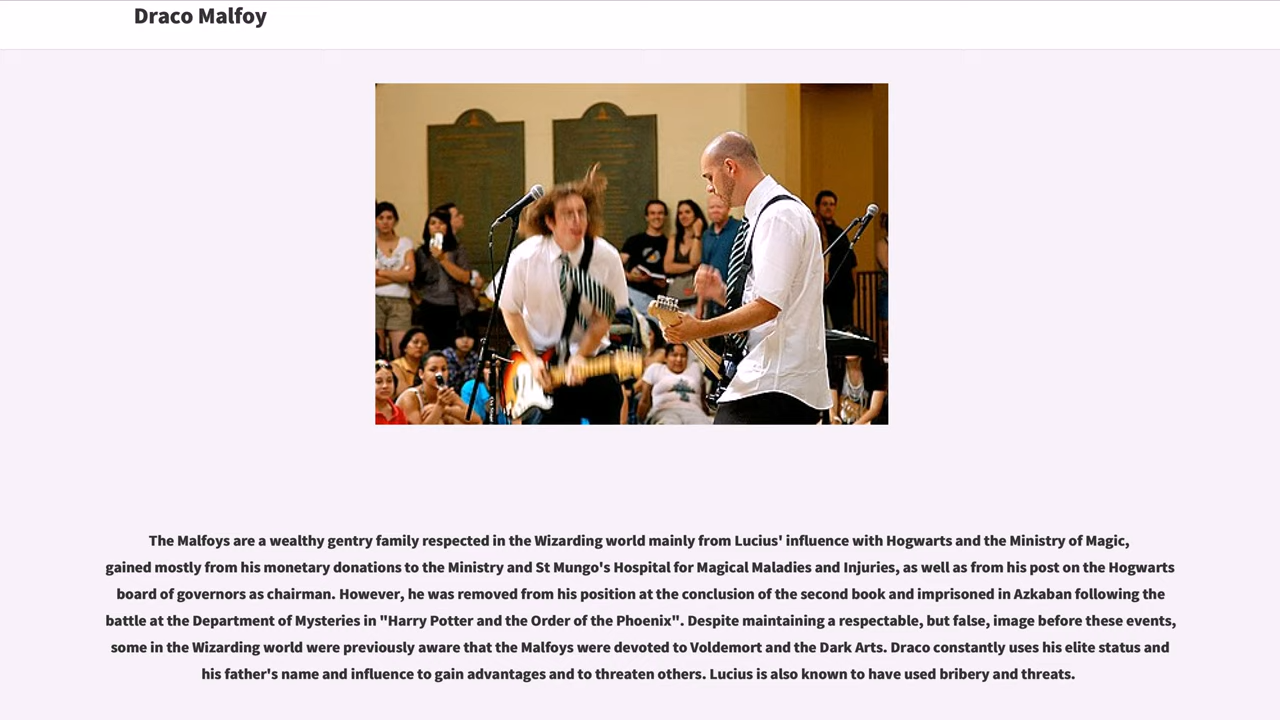 Draco Malfoy
The Malfoys are a wealthy gentry family respected in the Wizarding world mainly from Lucius' influence with Hogwarts and the Ministry of Magic,
gained mostly from his monetary donations to the Ministry and St Mungo's Hospital for Magical Maladies and Injuries, as well as from his post on the Hogwarts
board of governors as chairman. However, he was removed from his position at the conclusion of the second book and imprisoned in Azkaban following the
battle at the Department of Mysteries in "Harry Potter and the Order of the Phoenix". Despite maintaining a respectable, but false, image before these events,
some in the Wizarding world were previously aware that the Malfoys were devoted to Voldemort and the Dark Arts. Draco constantly uses his elite status and
his father's name and influence to gain advantages and to threaten others. Lucius is also known to have used bribery and threats.